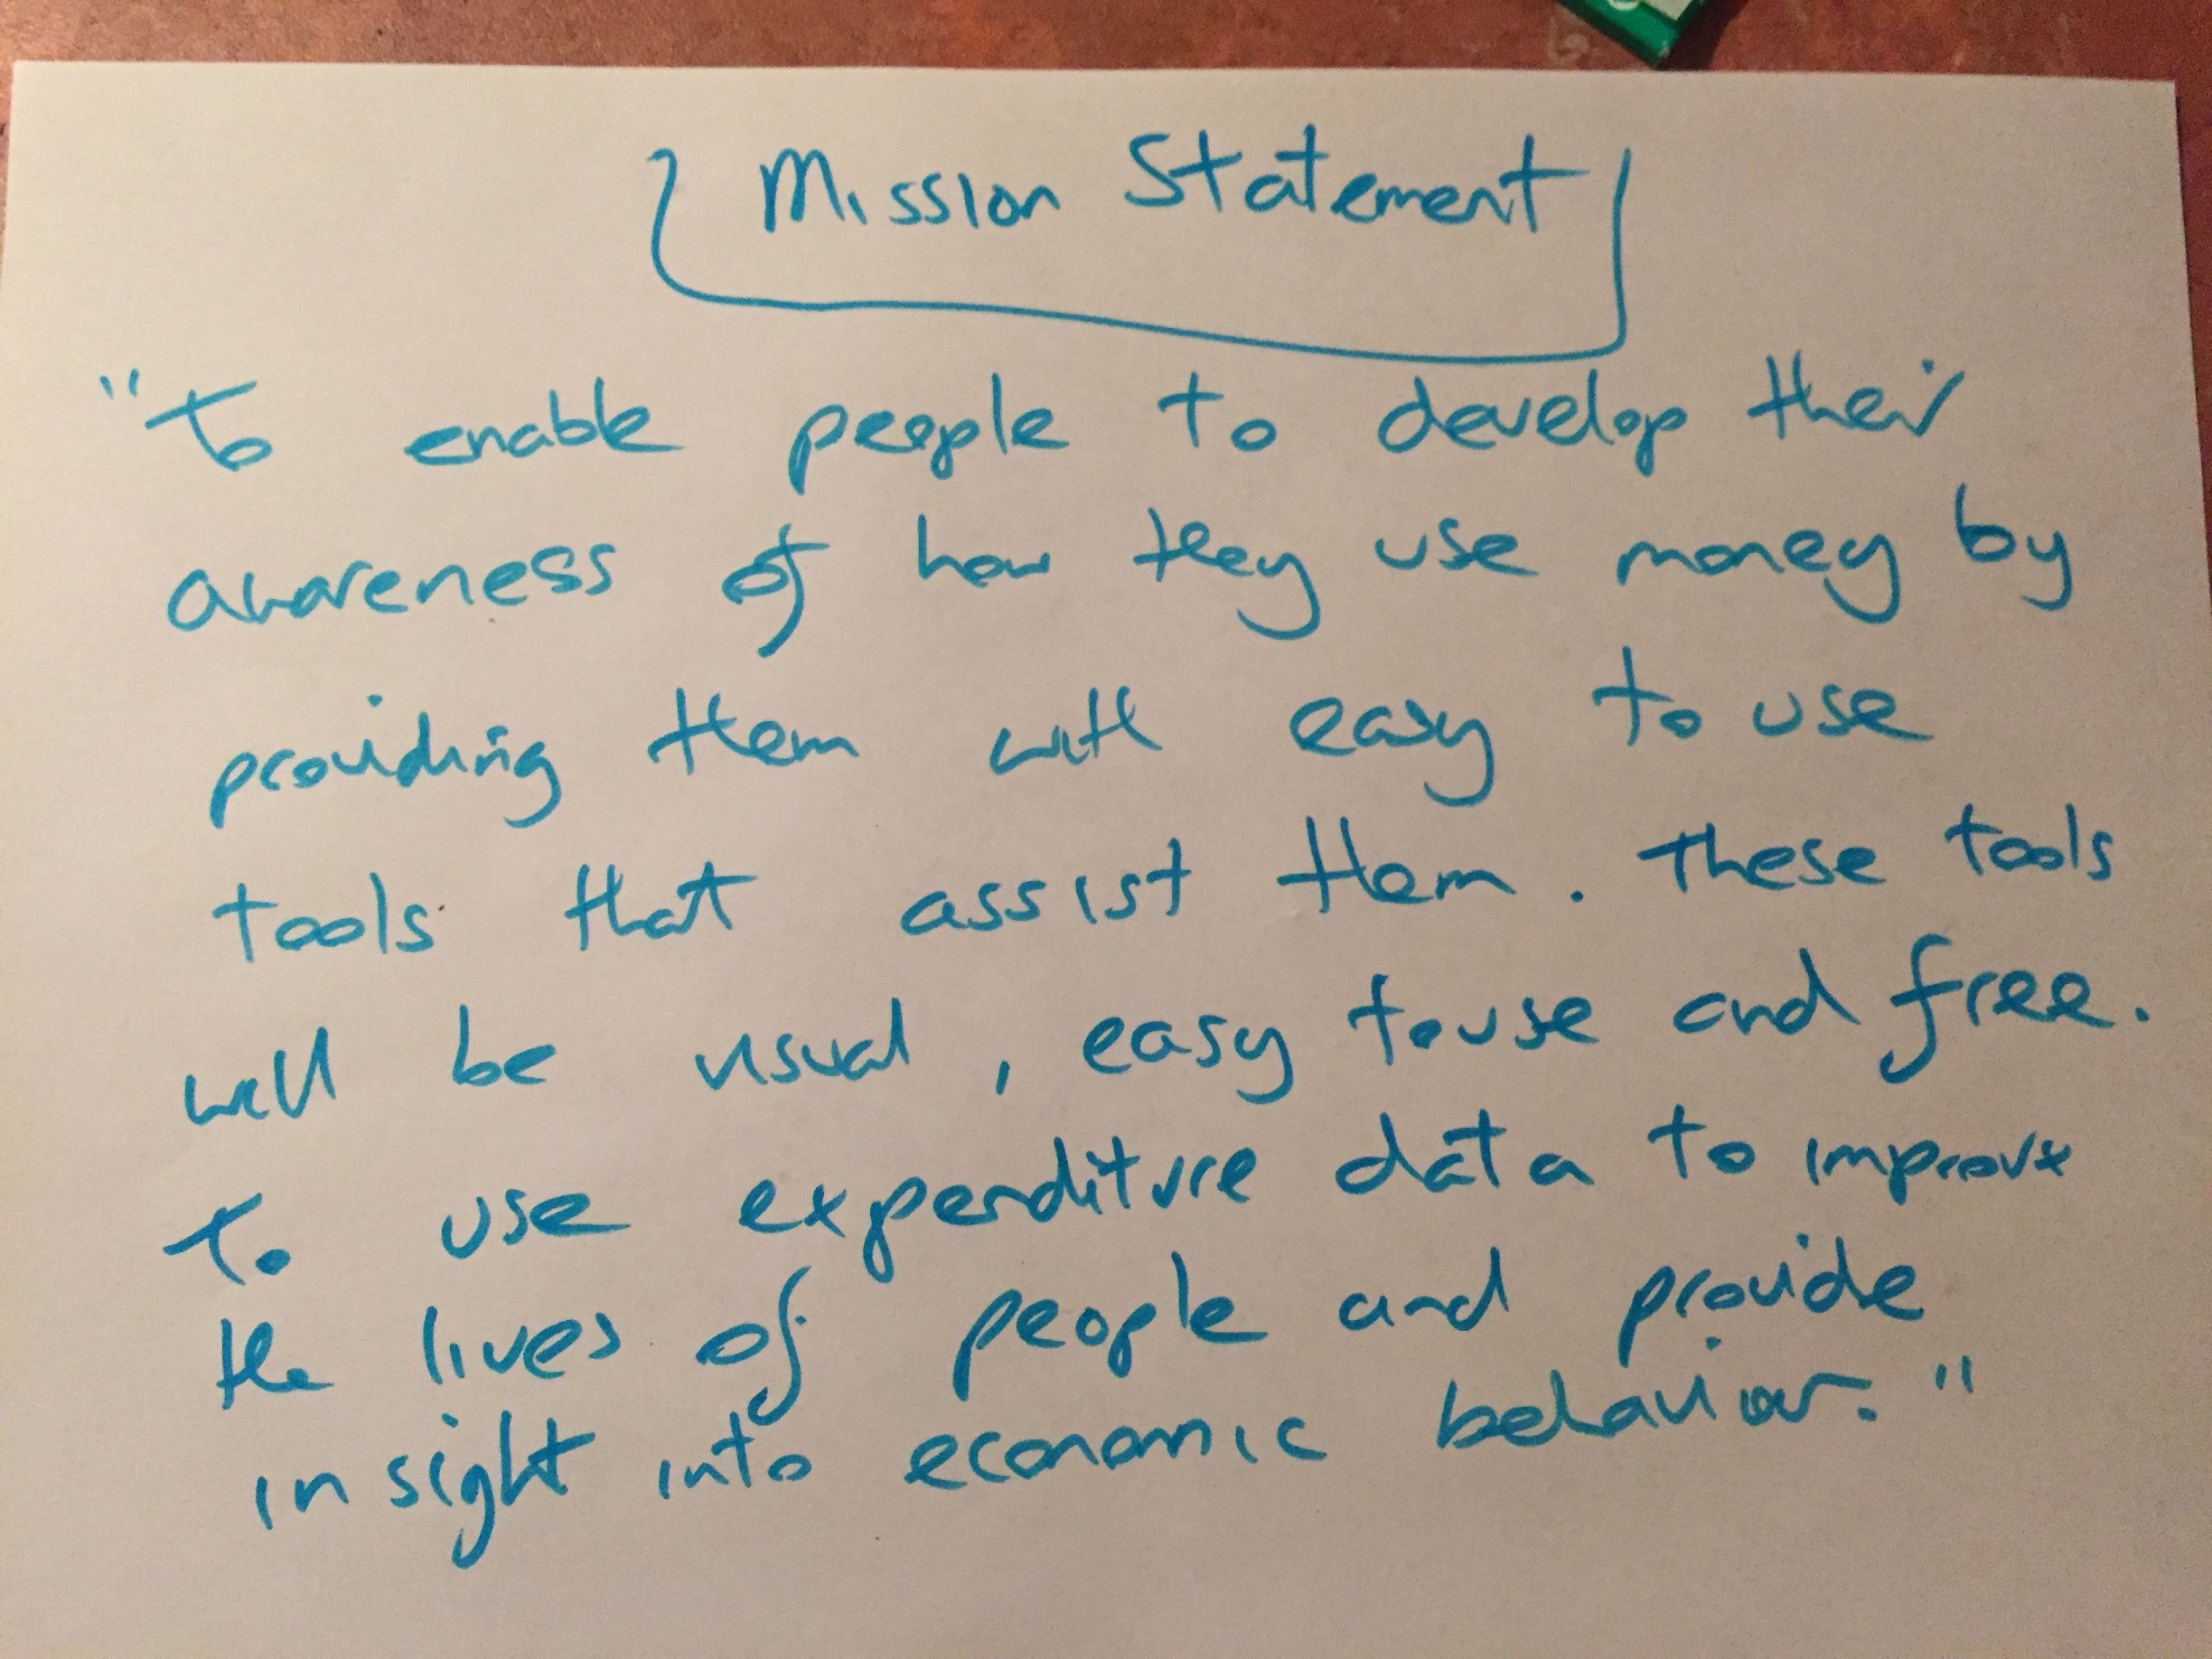 Mission Statement
"To enable people to develop their
awareness of how they use money by
providing them with easy to use
tools that assist them. These tools
will be visual, easy to use and free.
To use expenditure data to improve
the lives of people and provide
insight into economic behaviour."